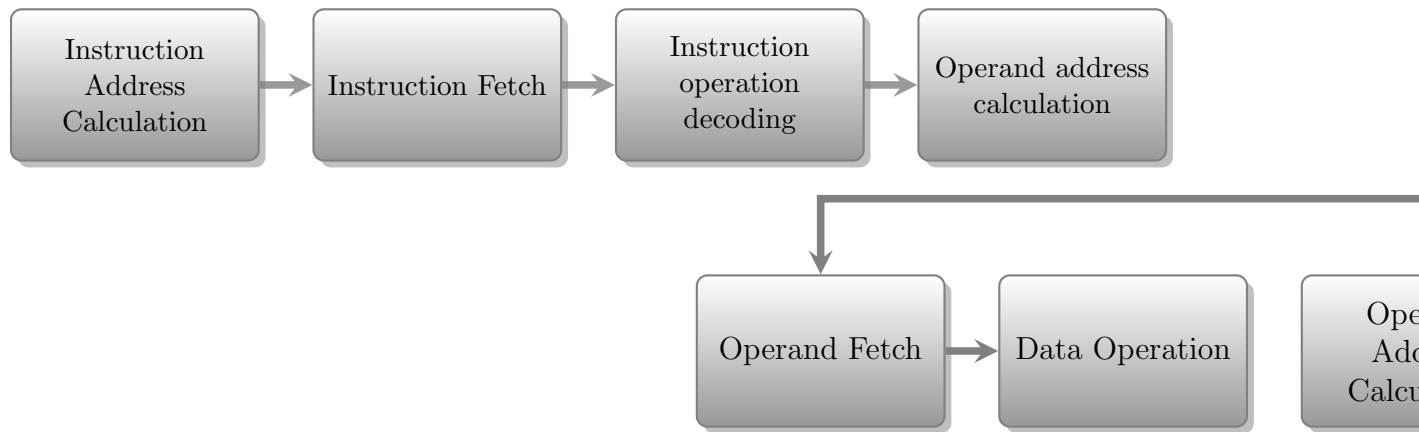 Instruction
Address
Calculation
Instruction Fetch
Instruction
operation
decoding
Operand address
calculation
Operand Fetch
Data Operation